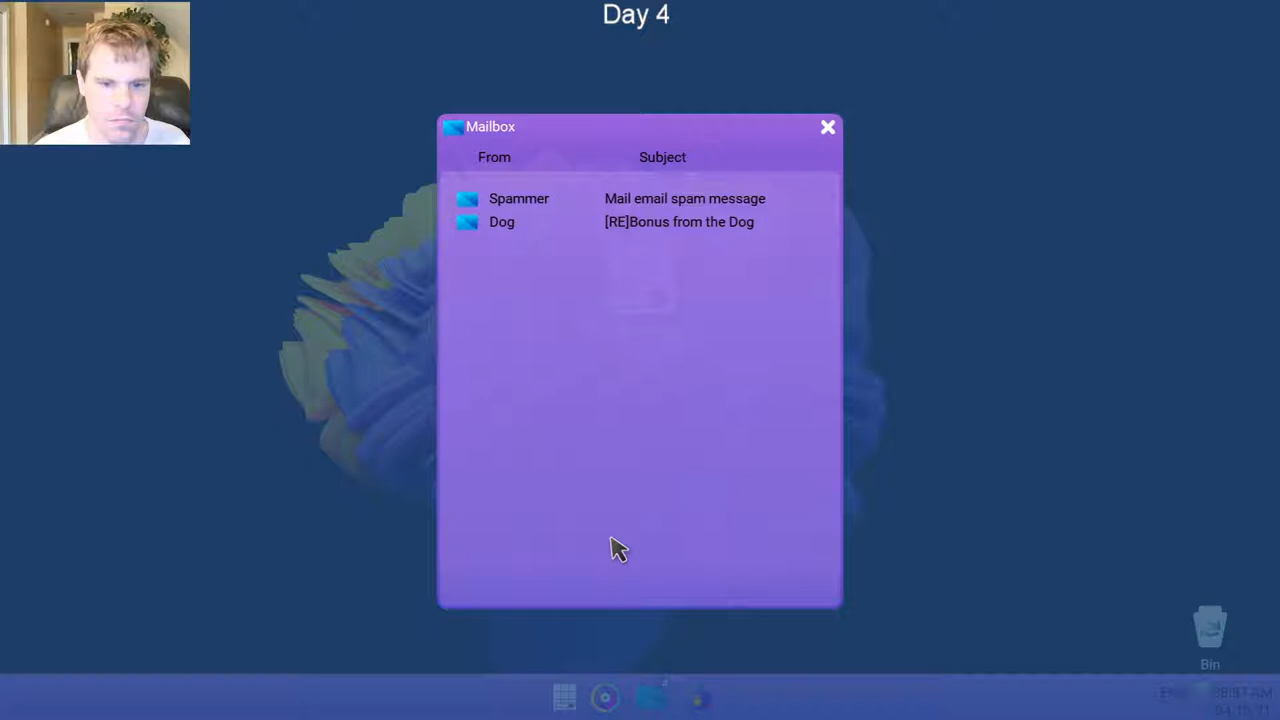 Day 4
Mailbox
From Subject
Spammer Mail email spam message
Dog [RE]Bonus from the Dog
Bin